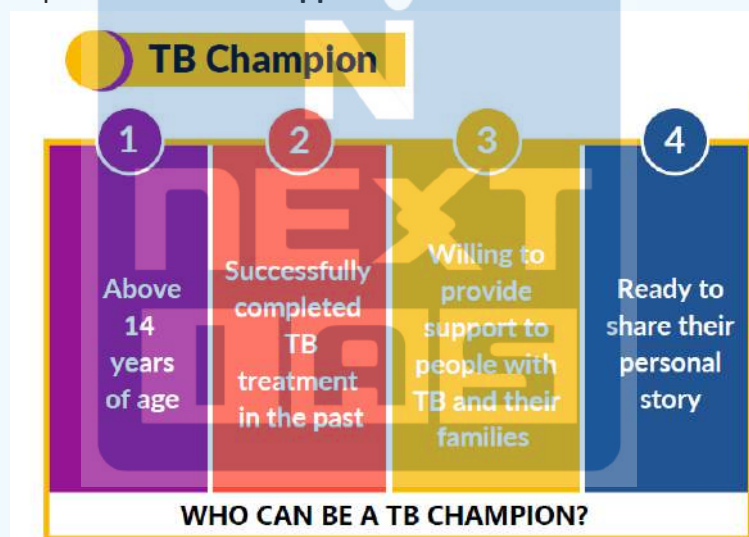 TB Champion
1
Above
14
years
of age
2
Successfully
completed
TB
treatment
in the past
3
Willing to
provide
support to
people with
TB and their
families
4
Ready to
share their
personal
story
WHO CAN BE A TB CHAMPION?
NEXT
IAS